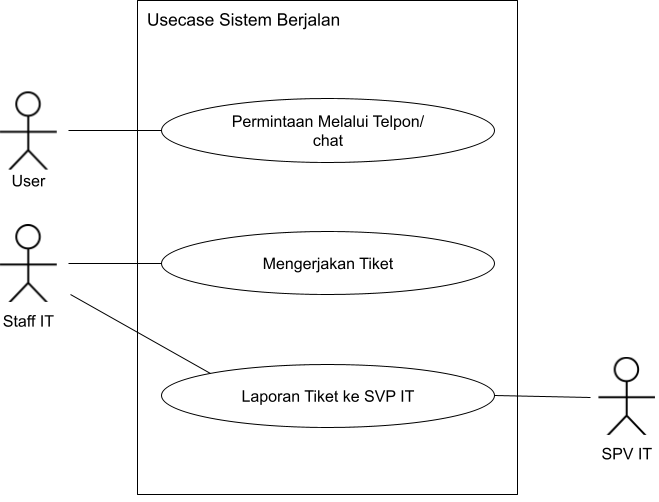 Usecase Sistem Berjalan
Permintaan Melalui Telpon/
chat
User
Mengerjakan Tiket
Staff IT
Laporan Tiket ke SVP IT
SPV IT